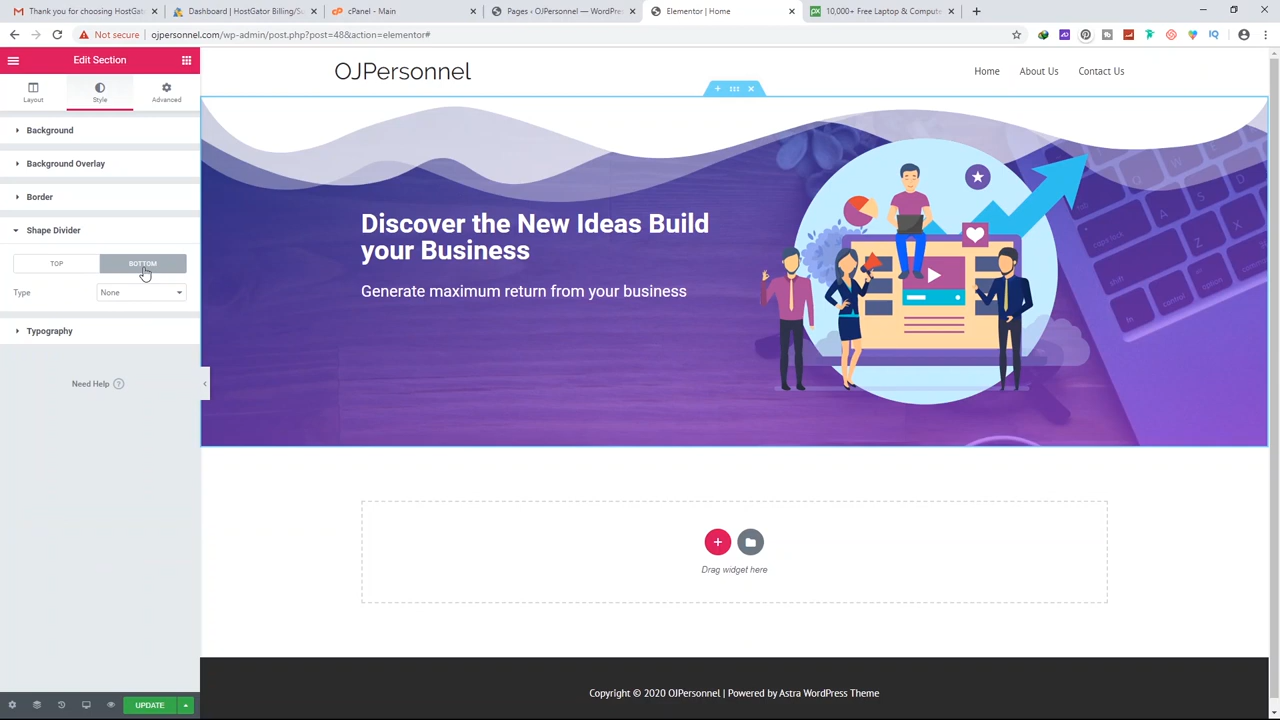 Thank you for choosing HostGat
Dashboard | HostGator Billing/Su
cPanel - Main
Pages ‹ OJPersonnel — WordPre
Elementor | Home
10,000+ Free Laptop & Compute
Not secure
ojpersonnel.com/wp-admin/post.php?post=48&action=elementor#
Edit Section
Layout
Style
Advanced
Background
Background Overlay
Border
Shape Divider
TOP
BOTTOM
Type
None
Typography
Need Help ?
UPDATE
OJPersonnel
Home
About Us
Contact Us
Discover the New Ideas Build
your Business
Generate maximum return from your business
Drag widget here
Copyright © 2020 OJPersonnel | Powered by Astra WordPress Theme